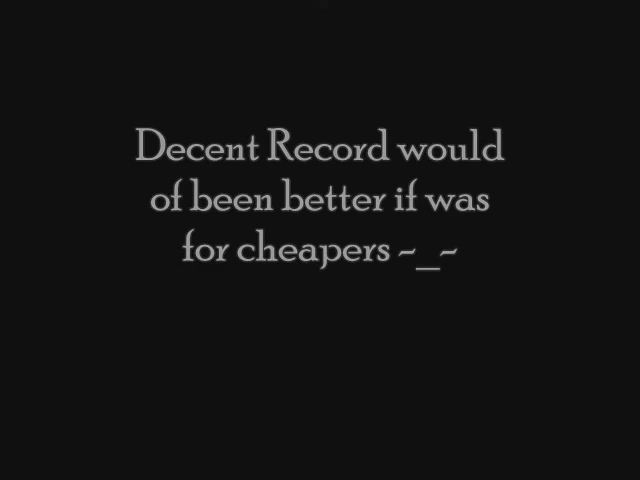 Decent Record would
of been better if was
for cheapers ~_~